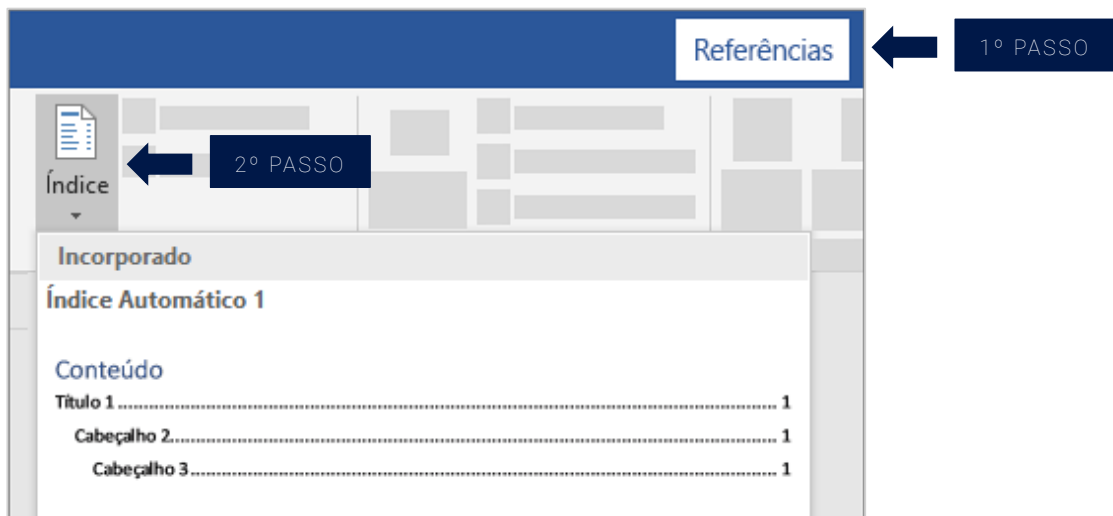 Referências
1º PASSO
2º PASSO
Índice
Incorporado
Índice Automático 1
Conteúdo
Título 1 ........................................................ 1
Cabeçalho 2........................................................ 1
Cabeçalho 3........................................................ 1